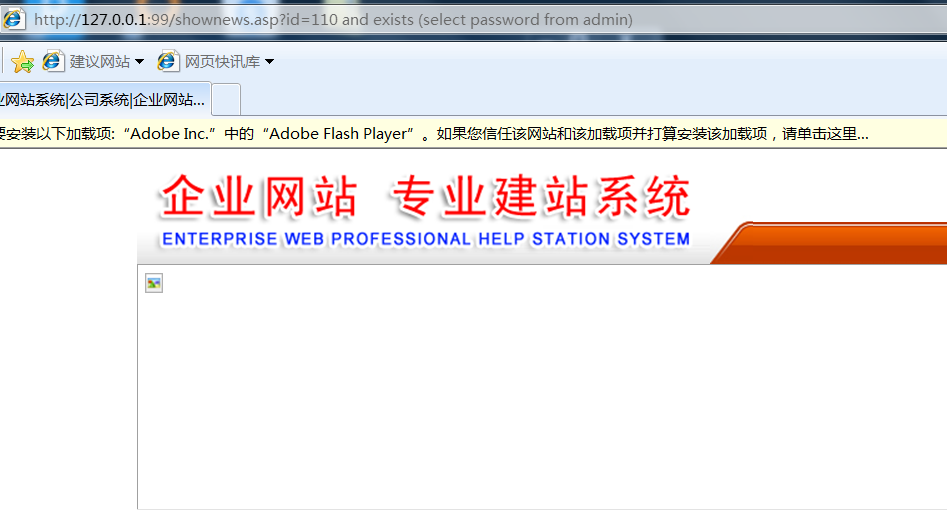 http://127.0.0.1:99/shownews.asp?id=110 and exists (select password from admin)
建议网站 网页快讯库
业网站系统|公司系统|企业网站...
要安装以下加载项:“Adobe Inc.”中的“Adobe Flash Player”。如果您信任该网站和该加载项并打算安装该加载项，请单击这里...
企业网站 专业建站系统
ENTERPRISE WEB PROFESSIONAL HELP STATION SYSTEM